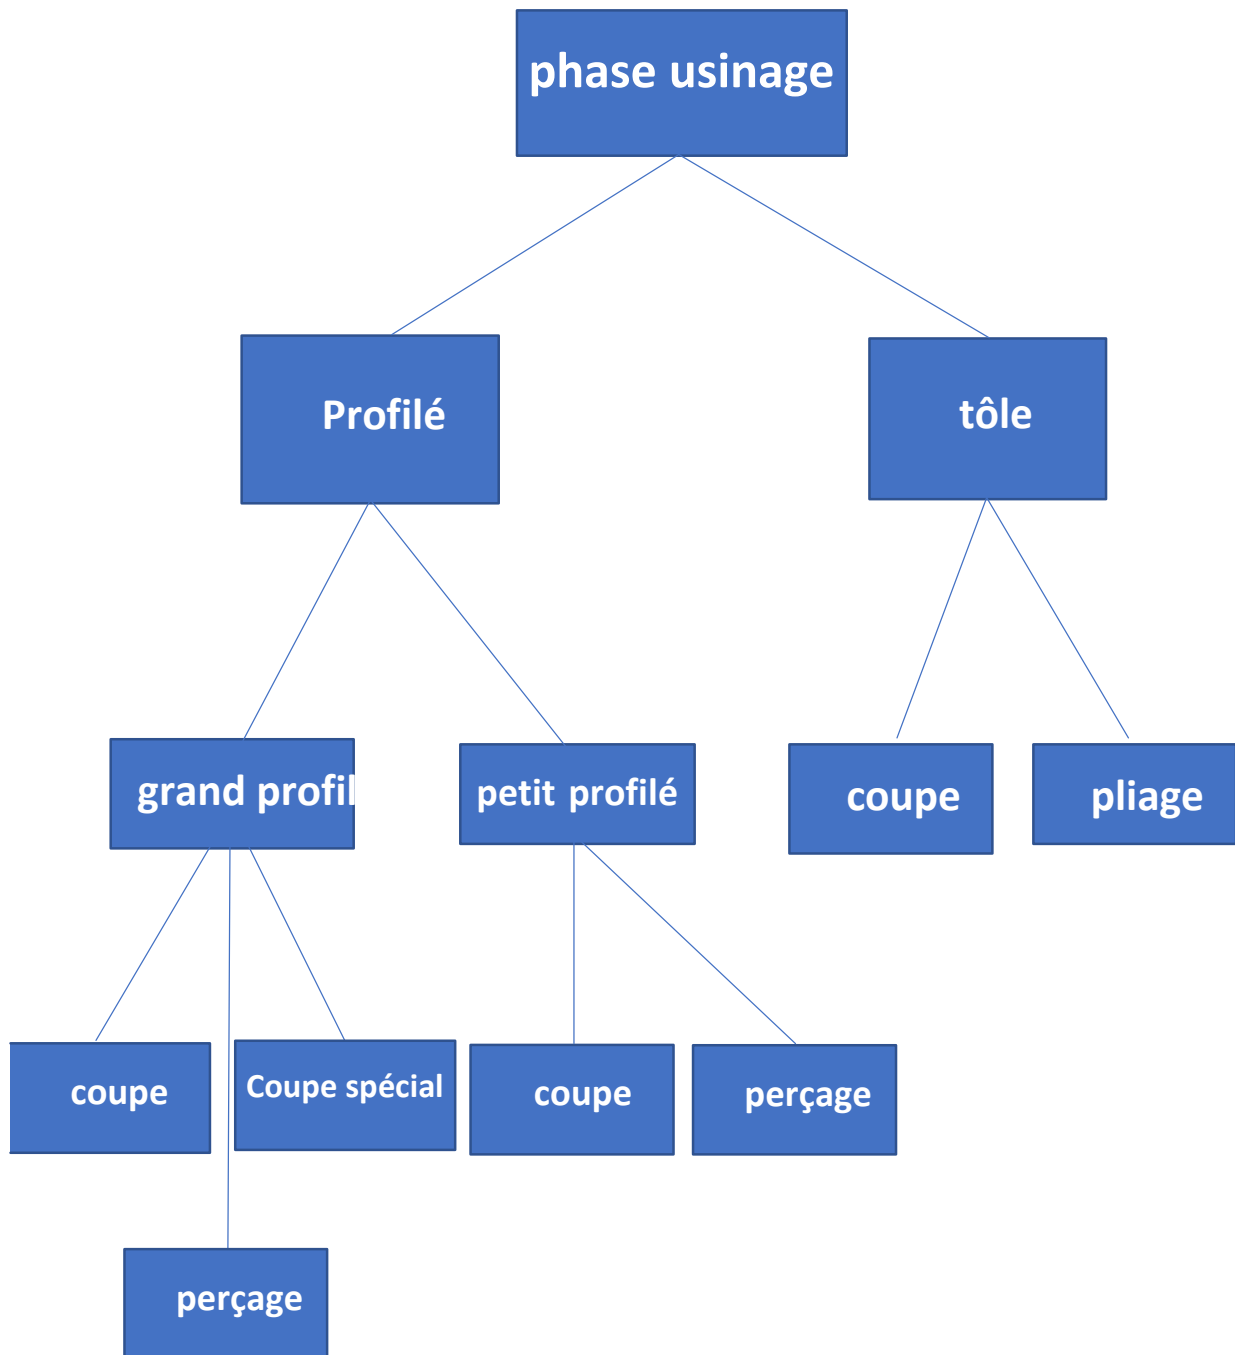 phase usinage
Profilé
tôle
grand profil
petit profilé
coupe
pliage
coupe
Coupe spécial
coupe
perçage
perçage